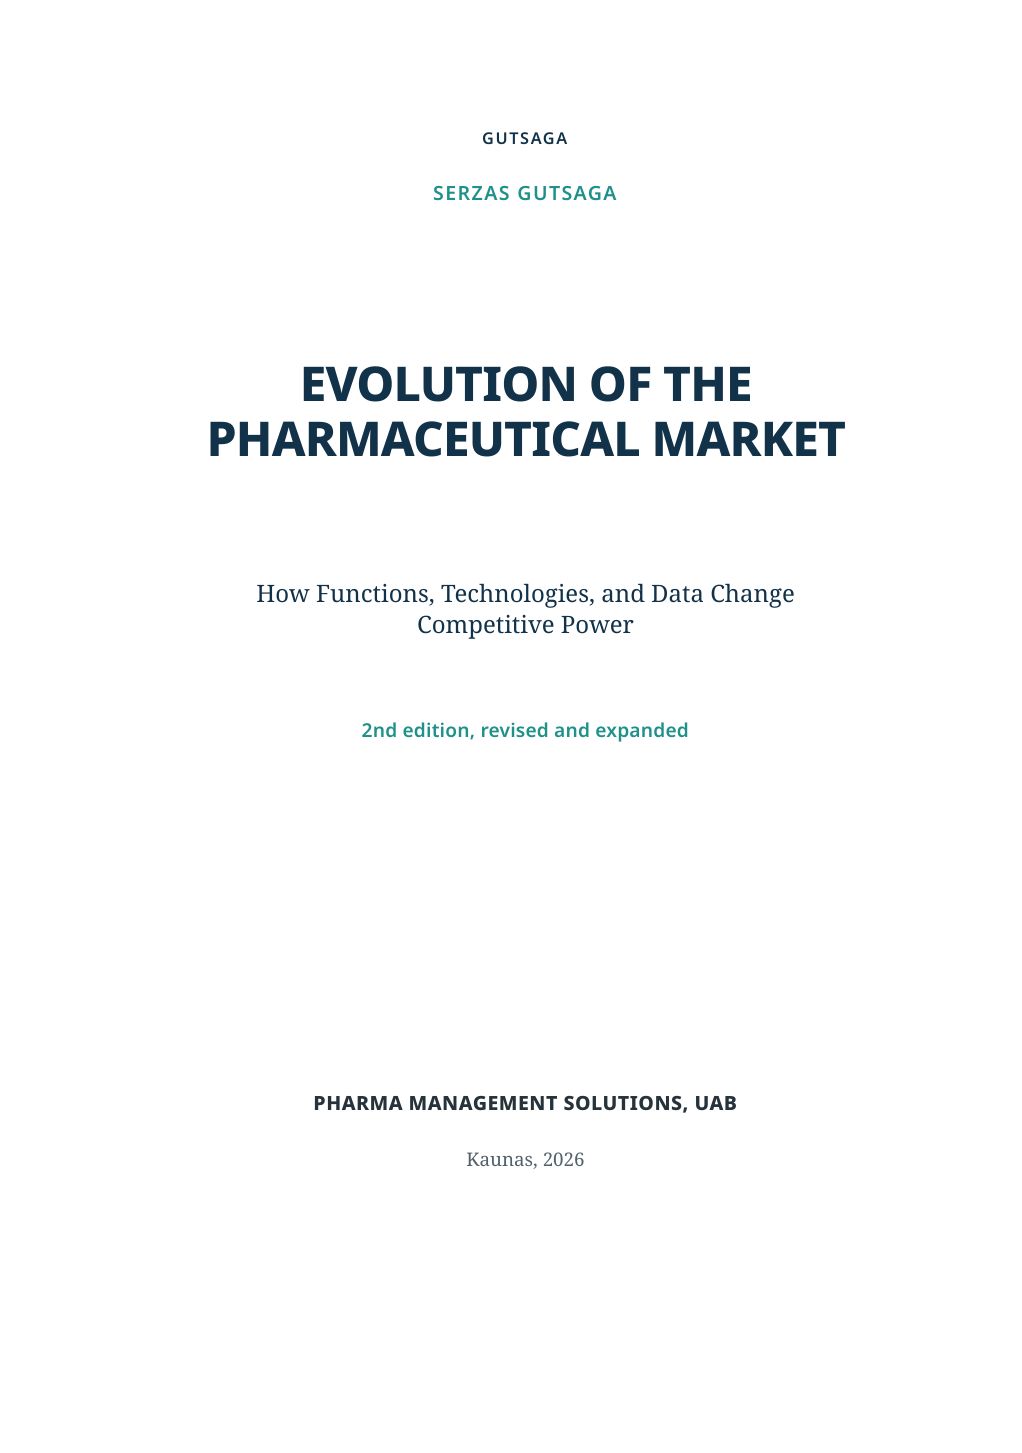 GUTSAGA
SERZAS GUTSAGA
EVOLUTION OF THE
PHARMACEUTICAL MARKET
How Functions, Technologies, and Data Change
Competitive Power
2nd edition, revised and expanded
PHARMA MANAGEMENT SOLUTIONS, UAB
Kaunas, 2026